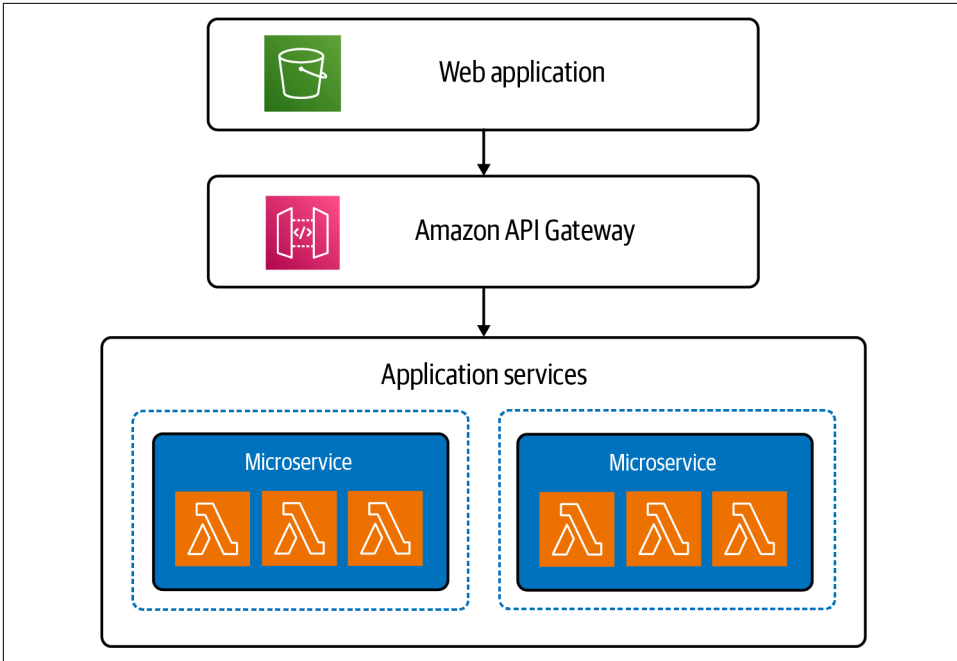 Web application
</>
Amazon API Gateway
Application services
Microservice
Microservice